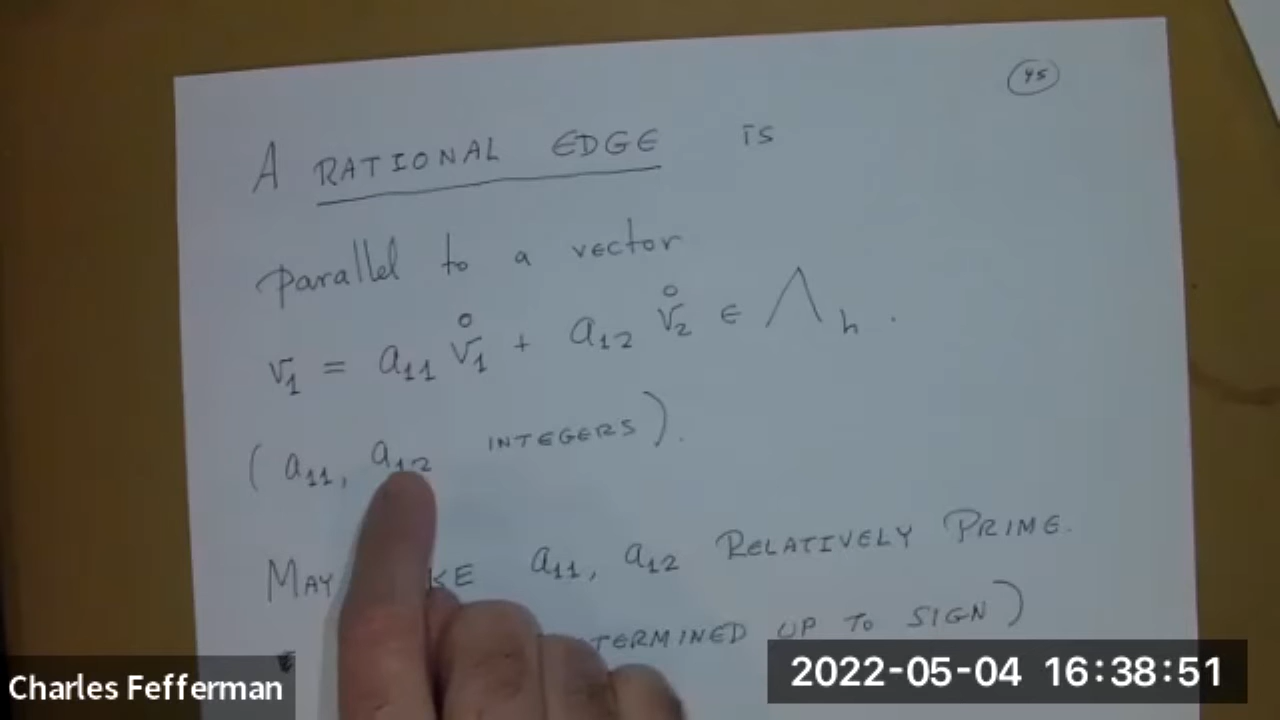 45
A RATIONAL EDGE IS
parallel to a vector
v₁ = a₁₁ v̊₁ + a₁₂ v̊₂ ∈ Λₕ.
(a₁₁, a₁₂ INTEGERS).
MAY a₁₁, a₁₂ RELATIVELY PRIME.
UP TO SIGN)
Charles Fefferman
2022-05-04 16:38:51